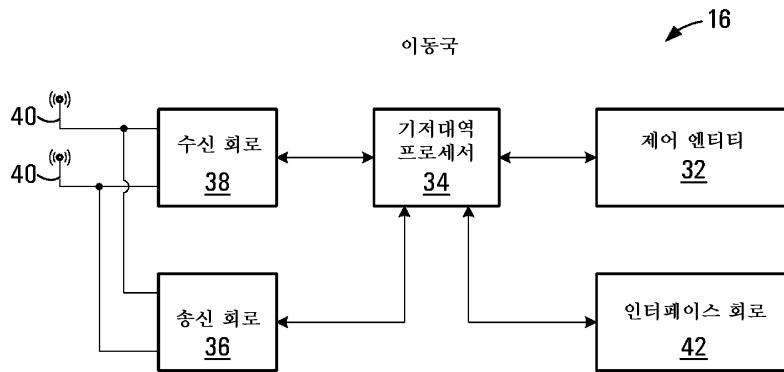 16
이동국
40
40
수신 회로
38
기저대역
프로세서
34
제어 엔티티
32
송신 회로
36
인터페이스 회로
42